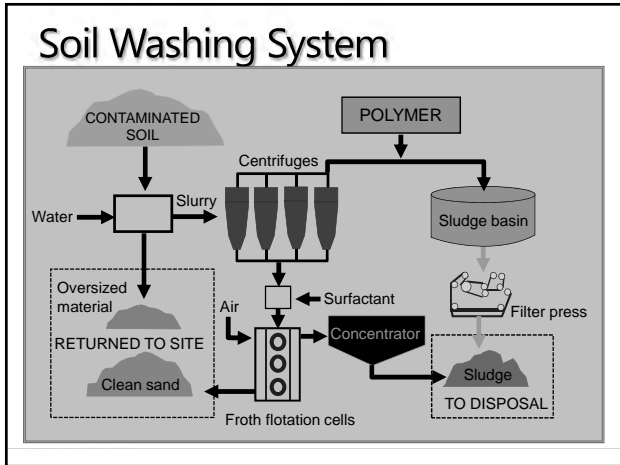 Soil Washing System
CONTAMINATED
SOIL
POLYMER
Centrifuges
Water
Slurry
Sludge basin
Oversized
material
Surfactant
Air
Filter press
Concentrator
RETURNED TO SITE
Clean sand
Sludge
TO DISPOSAL
Froth flotation cells